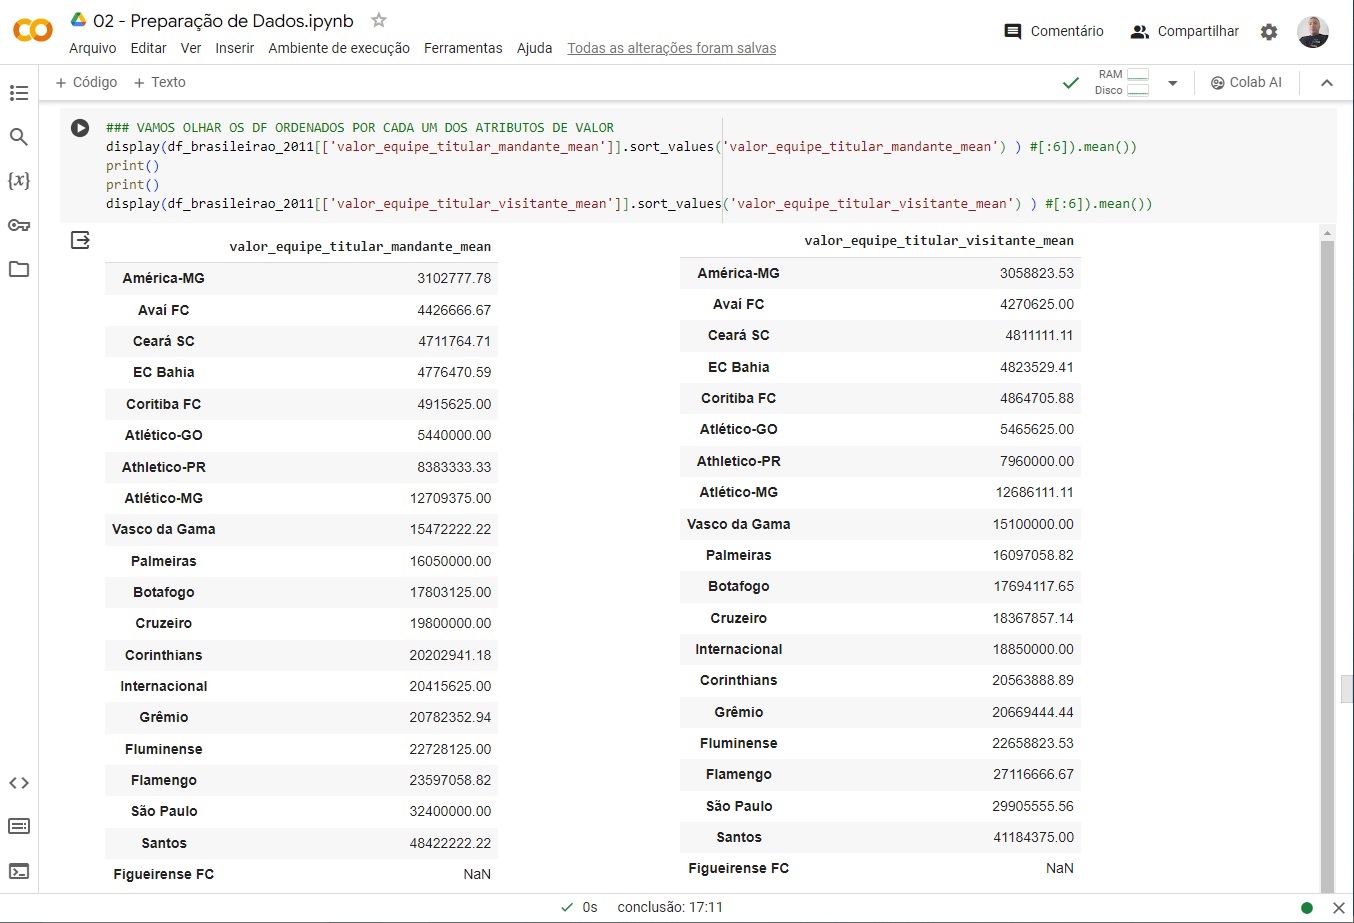 02 - Preparação de Dados.ipynb
Arquivo Editar Ver Inserir Ambiente de execução Ferramentas Ajuda Todas as alterações foram salvas
Comentário
Compartilhar
+ Código + Texto
RAM
Disco
Colab AI
{x}
### VAMOS OLHAR OS DF ORDENADOS POR CADA UM DOS ATRIBUTOS DE VALOR
display(df_brasileirao_2011[['valor_equipe_titular_mandante_mean']].sort_values('valor_equipe_titular_mandante_mean') ) #[:6]).mean())
print()
print()
display(df_brasileirao_2011[['valor_equipe_titular_visitante_mean']].sort_values('valor_equipe_titular_visitante_mean') ) #[:6]).mean())
valor_equipe_titular_mandante_mean
América-MG 3102777.78
Avaí FC 4426666.67
Ceará SC 4711764.71
EC Bahia 4776470.59
Coritiba FC 4915625.00
Atlético-GO 5440000.00
Athletico-PR 8383333.33
Atlético-MG 12709375.00
Vasco da Gama 15472222.22
Palmeiras 16050000.00
Botafogo 17803125.00
Cruzeiro 19800000.00
Corinthians 20202941.18
Internacional 20415625.00
Grêmio 20782352.94
Fluminense 22728125.00
Flamengo 23597058.82
São Paulo 32400000.00
Santos 48422222.22
Figueirense FC NaN
valor_equipe_titular_visitante_mean
América-MG 3058823.53
Avaí FC 4270625.00
Ceará SC 4811111.11
EC Bahia 4823529.41
Coritiba FC 4864705.88
Atlético-GO 5465625.00
Athletico-PR 7960000.00
Atlético-MG 12686111.11
Vasco da Gama 15100000.00
Palmeiras 16097058.82
Botafogo 17694117.65
Cruzeiro 18367857.14
Internacional 18850000.00
Corinthians 20563888.89
Grêmio 20669444.44
Fluminense 22658823.53
Flamengo 27116666.67
São Paulo 29905555.56
Santos 41184375.00
Figueirense FC NaN
0s conclusão: 17:11